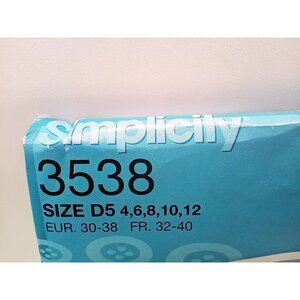 simplicity
3538
SIZE D5 4,6,8,10,12
EUR. 30-38 FR. 32-40